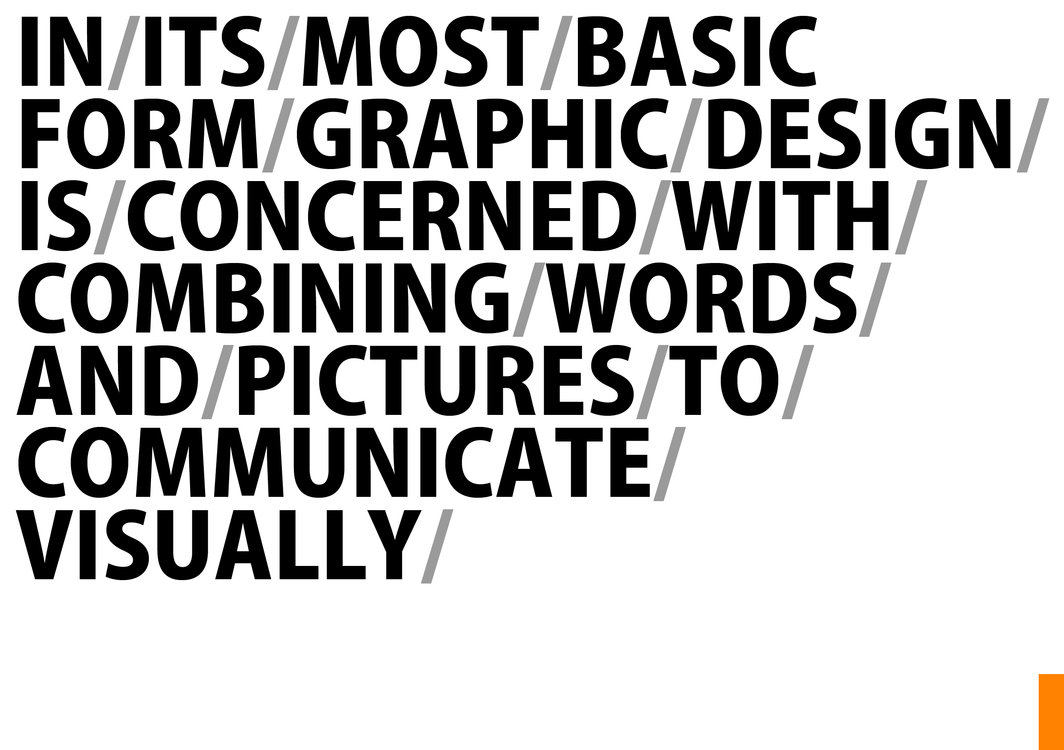 IN/ITS/MOST/BASIC
FORM/GRAPHIC/DESIGN/
IS/CONCERNED/WITH/
COMBINING/WORDS/
AND/PICTURES/TO/
COMMUNICATE/
VISUALLY/